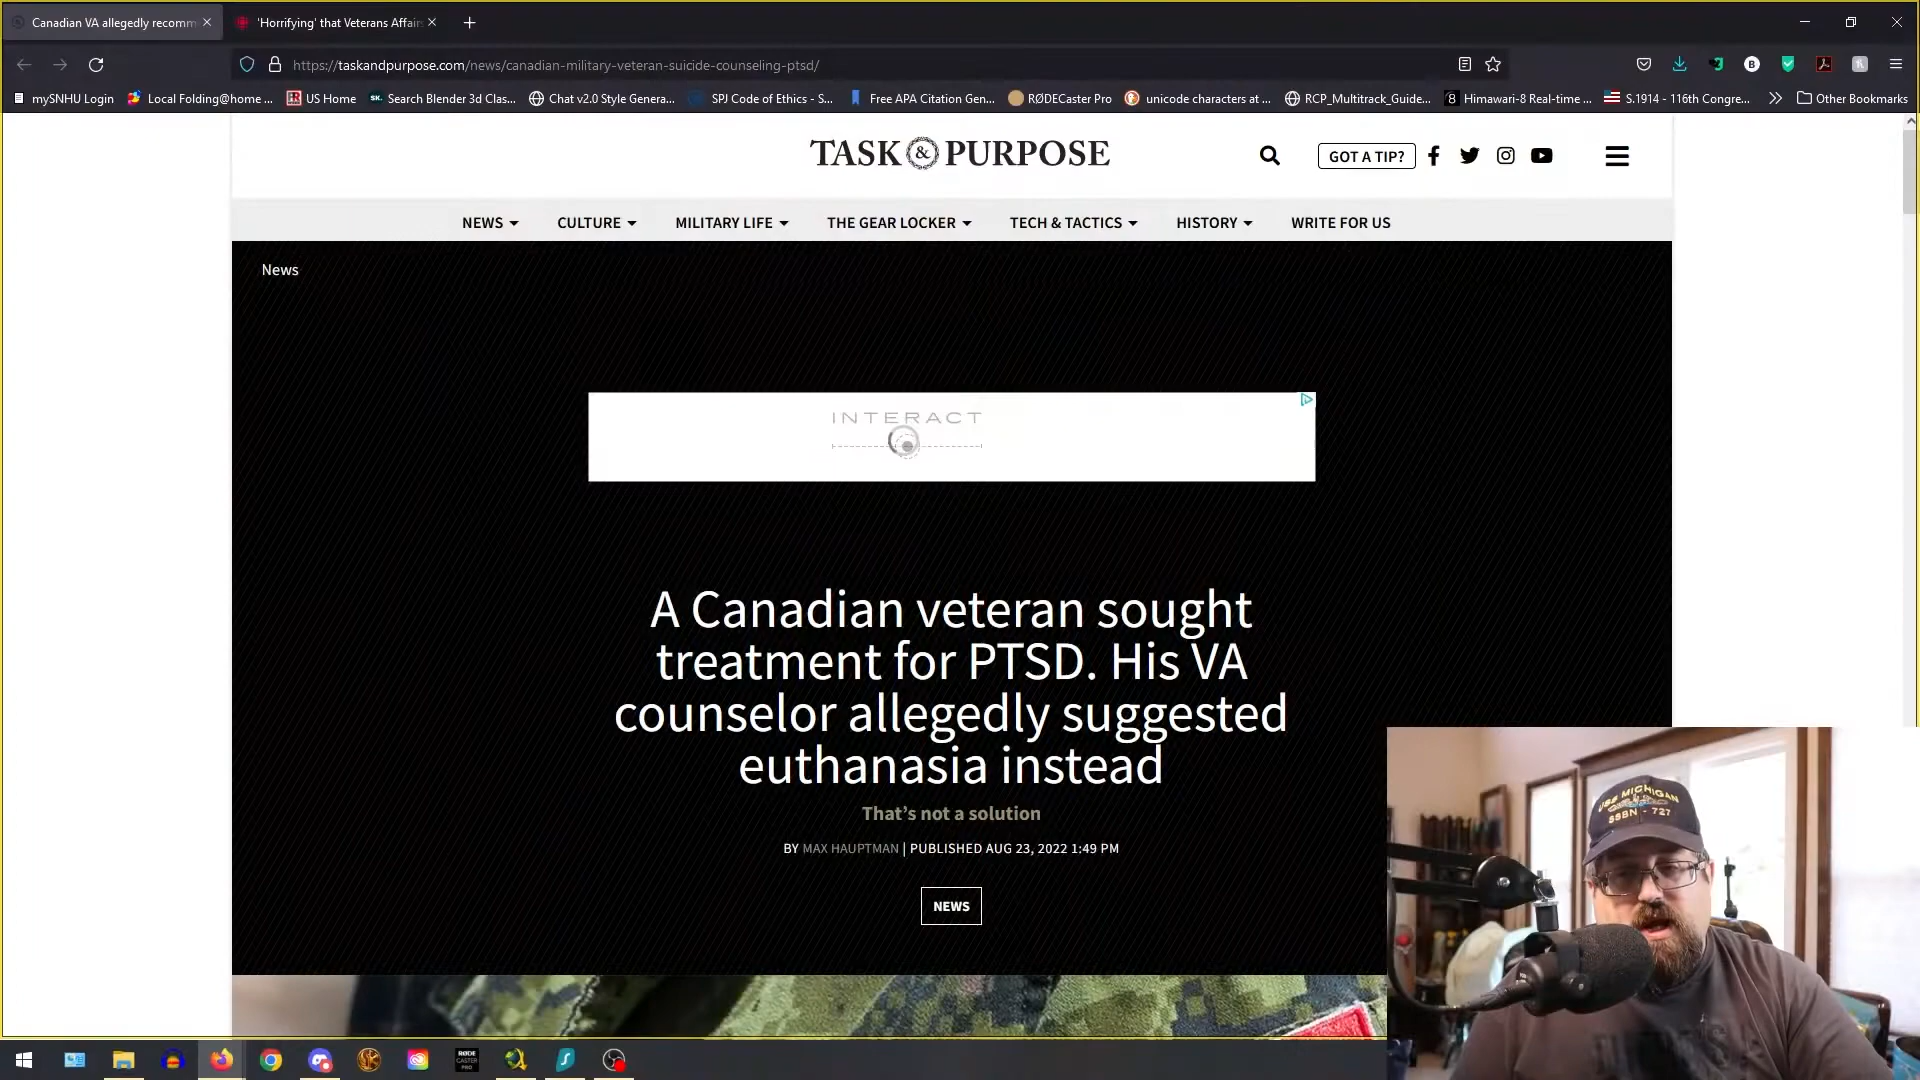 Canadian VA allegedly recomm
'Horrifying' that Veterans Affair
https://taskandpurpose.com/news/canadian-military-veteran-suicide-counseling-ptsd/
mySNHU Login
Local Folding@home ...
US Home
Search Blender 3d Clas...
Chat v2.0 Style Genera...
SPJ Code of Ethics - S...
Free APA Citation Gen...
RØDECaster Pro
unicode characters at ...
RCP_Multitrack_Guide...
Himawari-8 Real-time ...
S.1914 - 116th Congre...
Other Bookmarks
TASK & PURPOSE
GOT A TIP?
NEWS
CULTURE
MILITARY LIFE
THE GEAR LOCKER
TECH & TACTICS
HISTORY
WRITE FOR US
News
INTERACT
A Canadian veteran sought
treatment for PTSD. His VA
counselor allegedly suggested
euthanasia instead
That's not a solution
BY MAX HAUPTMAN | PUBLISHED AUG 23, 2022 1:49 PM
NEWS
USS MICHIGAN
SSBN - 727
RØDE
CASTER
PRO